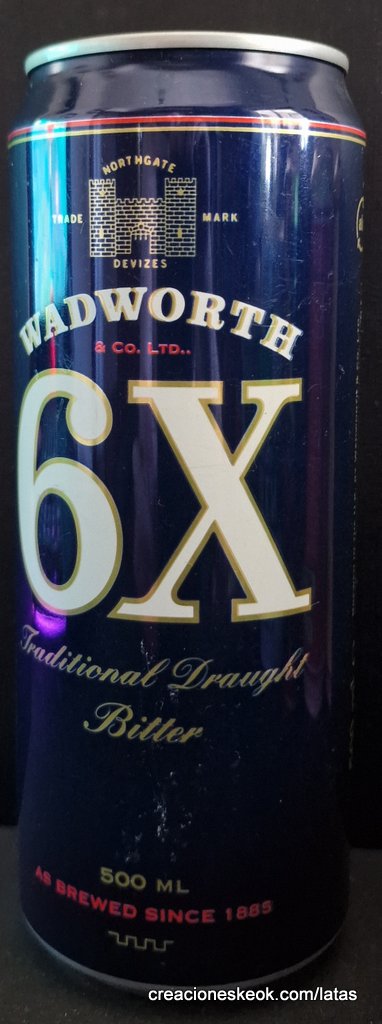 NORTHGATE
TRADE MARK
DEVIZES
WADWORTH
& CO. LTD..
6X
Traditional Draught
Bitter
500 ML
AS BREWED SINCE 1885
creacioneskeok.com/latas